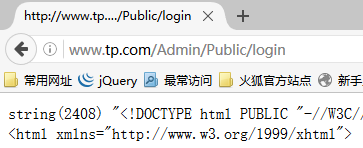 http://www.tp..../Public/login
www.tp.com/Admin/Public/login
常用网址 jQuery 最常访问 火狐官方站点 新手
string(2408) "<!DOCTYPE html PUBLIC "-//W3C//
<html xmlns="http://www.w3.org/1999/xhtml">